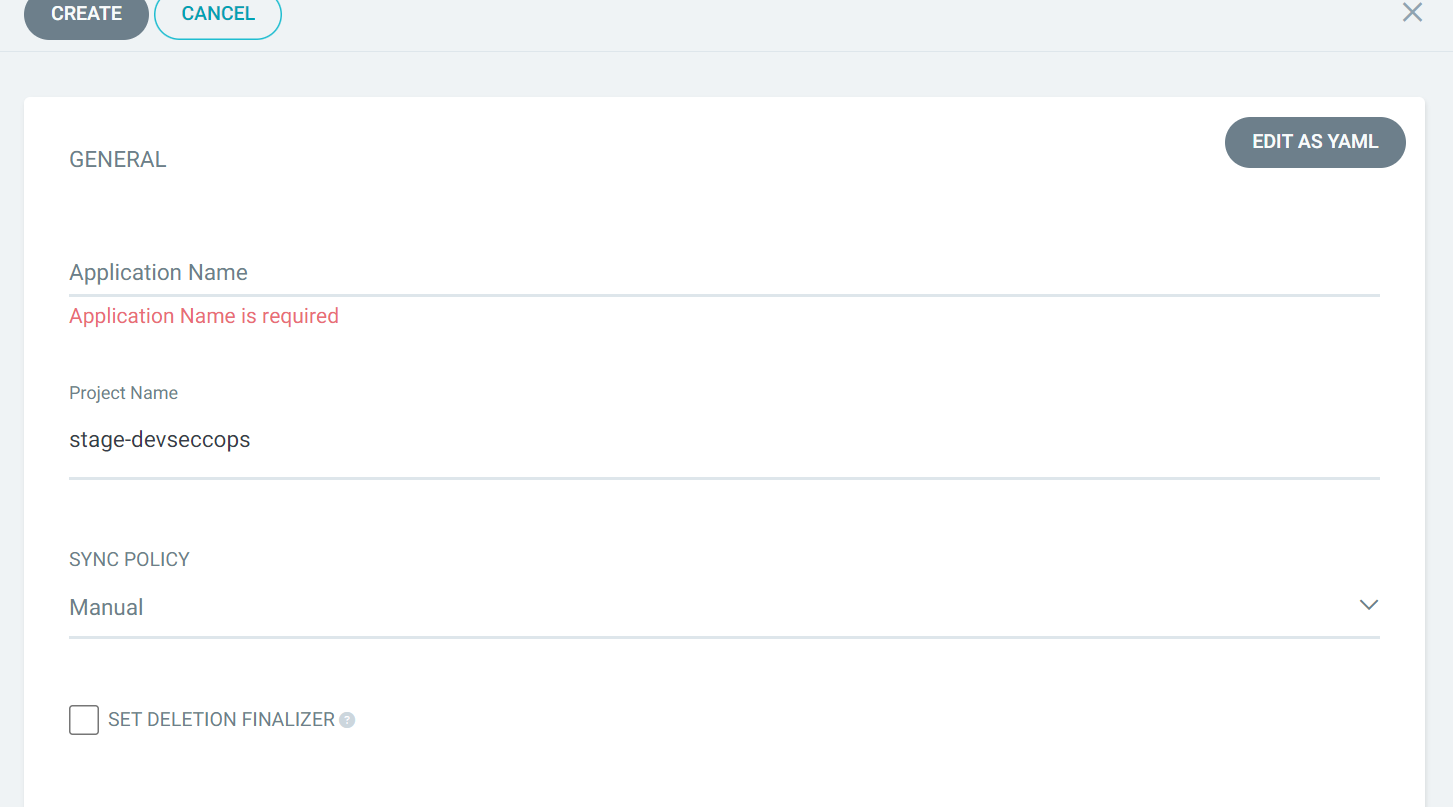 CREATE
CANCEL
EDIT AS YAML
GENERAL
Application Name
Application Name is required
Project Name
stage-devseccops
SYNC POLICY
Manual
SET DELETION FINALIZER ?